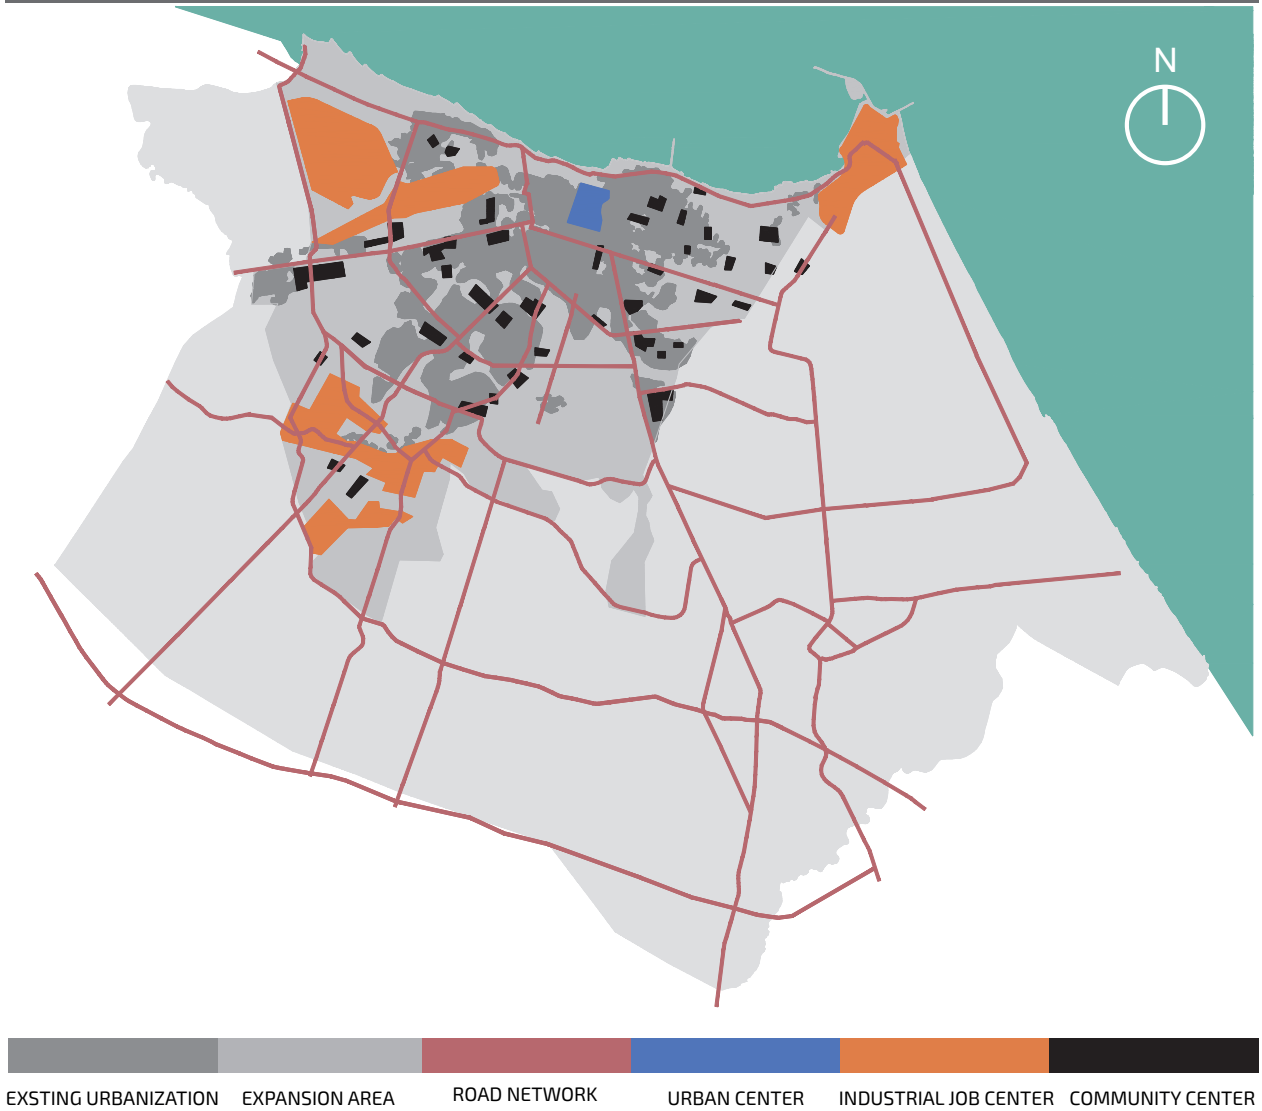 N
EXSTING URBANIZATION
EXPANSION AREA
ROAD NETWORK
URBAN CENTER
INDUSTRIAL JOB CENTER
COMMUNITY CENTER